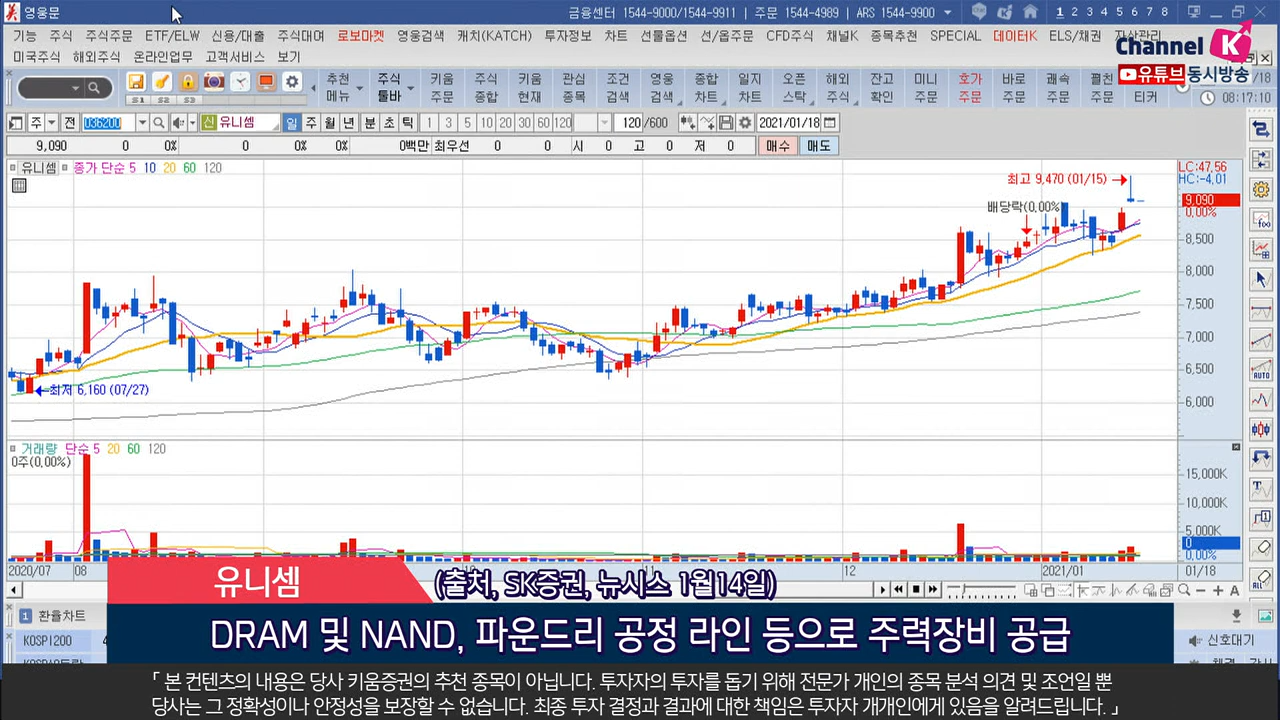 영웅문
금융센터 1544-9000/1544-9911 | 주문 1544-4989 | ARS 1544-9900
1 2 3 4 5 6 7 8
기능 주식 주식주문 ETF/ELW 신용/대출 주식대여 로보마켓 영웅검색 캐치(KATCH) 투자정보 차트 선물옵션 선/옵주문 CFD주식 채널K 종목추천 SPECIAL 데이터K ELS/채권 자산관리
미국주식 해외주식 온라인업무 고객서비스 보기
Channel K
유튜브 동시방송
S1 S2 S3 S4
추천 주식 키움 주식 키움 관심 조건 영웅 종합 일지 오픈 해외 잔고 미니 호가 바로 쾌속 펼친
메뉴 툴바 주문 종합 현재 종목 검색 검색 차트 차트 스탁 주식 확인 주문 주문 주문 주문 주문 티커
08:17:10
주 전 036200 신 유니셈 일 주 월 년 분 초 틱 1 3 5 10 20 30 60 120 120 /600 2021/01/18
9,090 0 0% 0 0% 0% 0백만 최우선 0 0 시 0 고 0 저 0 매수 매도
유니셈 종가 단순 5 10 20 60 120
LC:47,56
HC:-4,01
최고 9,470 (01/15)
배당락(0,00%)
9,090
0,00%
8,500
8,000
7,500
7,000
6,500
6,000
최저 6,160 (07/27)
거래량 단순 5 20 60 120
0주(0,00%)
15,000K
10,000K
5,000K
0
0,00%
2020/07 08 10 11 12 2021/01 01/18
유니셈
(출처, SK증권, 뉴시스 1월14일)
1 환율차트
KOSPI200
신호대기
DRAM 및 NAND, 파운드리 공정 라인 등으로 주력장비 공급
「 본 컨텐츠의 내용은 당사 키움증권의 추천 종목이 아닙니다. 투자자의 투자를 돕기 위해 전문가 개인의 종목 분석 의견 및 조언일 뿐
당사는 그 정확성이나 안정성을 보장할 수 없습니다. 최종 투자 결정과 결과에 대한 책임은 투자자 개개인에게 있음을 알려드립니다. 」